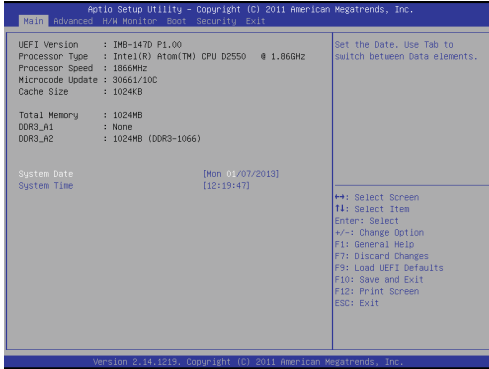 Aptio Setup Utility – Copyright (C) 2011 American Megatrends, Inc.
Main Advanced H/W Monitor Boot Security Exit
UEFI Version : IMB-147D P1.00
Processor Type : Intel(R) Atom(TM) CPU D2550 @ 1.86GHz
Processor Speed : 1866MHz
Microcode Update : 30661/10C
Cache Size : 1024KB
Total Memory : 1024MB
DDR3_A1 : None
DDR3_A2 : 1024MB (DDR3-1066)
System Date [Mon 01/07/2013]
System Time [12:19:47]
Set the Date. Use Tab to
switch between Data elements.
↔: Select Screen
↑↓: Select Item
Enter: Select
+/-: Change Option
F1: General Help
F7: Discard Changes
F9: Load UEFI Defaults
F10: Save and Exit
F12: Print Screen
ESC: Exit
Version 2.14.1219, Copyright (C) 2011 American Megatrends, Inc.